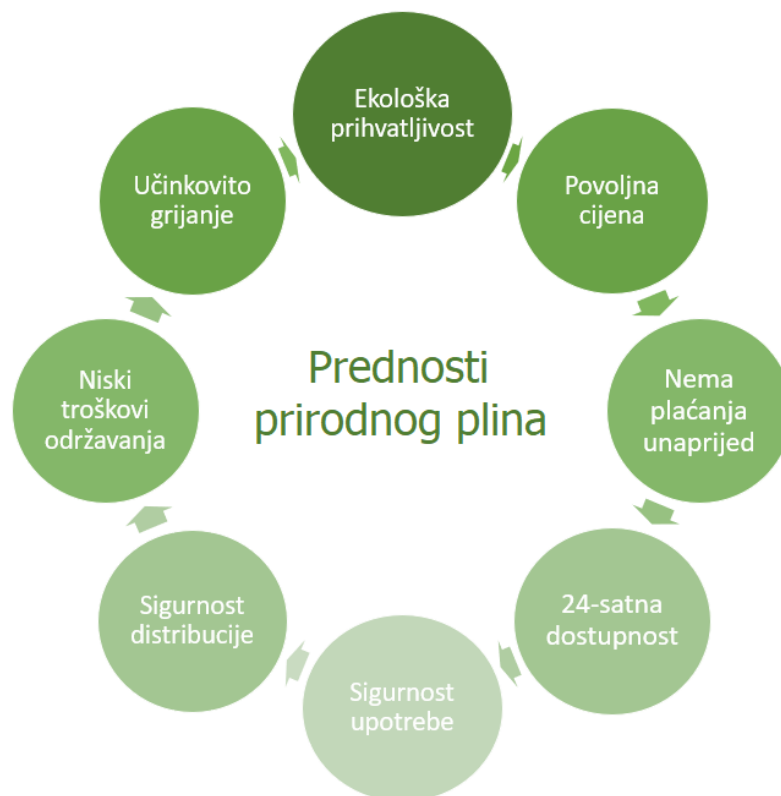 Ekološka
prihvatljivost
Povoljna
cijena
Nema
plaćanja
unaprijed
24-satna
dostupnost
Sigurnost
upotrebe
Sigurnost
distribucije
Niski
troškovi
održavanja
Učinkovito
grijanje
Prednosti
prirodnog plina